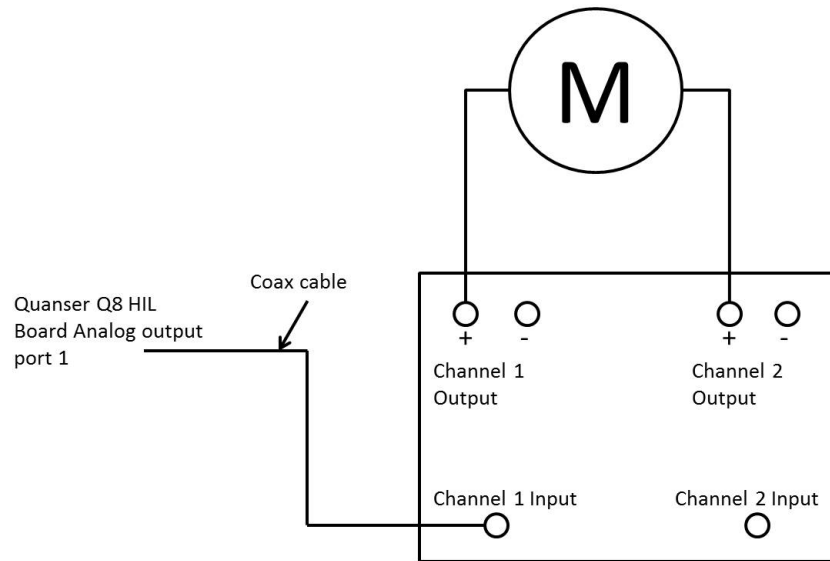 M
Coax cable
Quanser Q8 HIL
Board Analog output
port 1
+ -
+ -
Channel 1
Output
Channel 2
Output
Channel 1 Input
Channel 2 Input